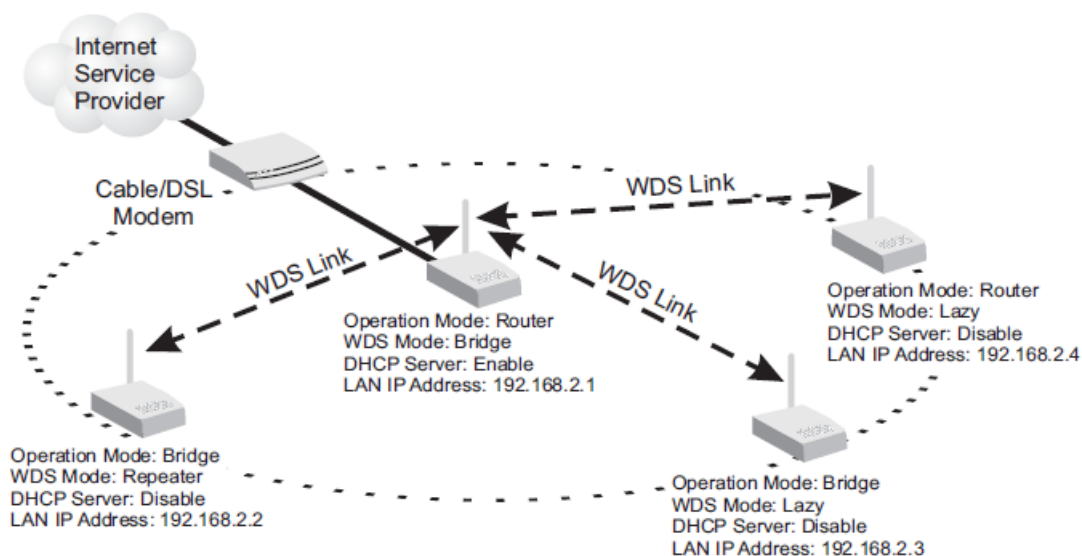 Internet
Service
Provider
Cable/DSL
Modem
WDS Link
WDS Link
WDS Link
Operation Mode: Router
WDS Mode: Bridge
DHCP Server: Enable
LAN IP Address: 192.168.2.1
Operation Mode: Router
WDS Mode: Lazy
DHCP Server: Disable
LAN IP Address: 192.168.2.4
Operation Mode: Bridge
WDS Mode: Repeater
DHCP Server: Disable
LAN IP Address: 192.168.2.2
Operation Mode: Bridge
WDS Mode: Lazy
DHCP Server: Disable
LAN IP Address: 192.168.2.3